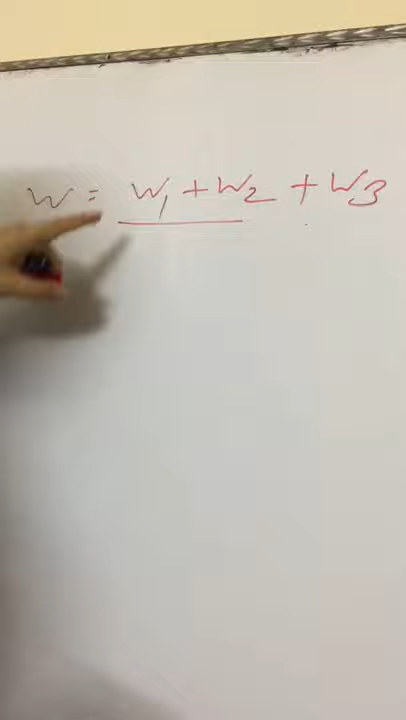 W = W₁ + W₂ + W₃